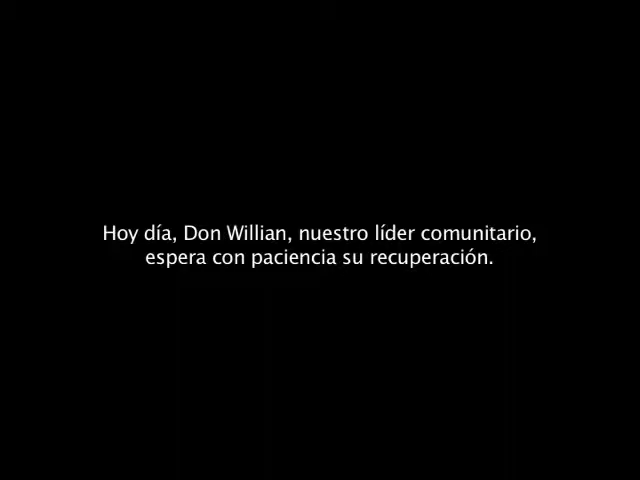 Hoy día, Don Willian, nuestro líder comunitario,
espera con paciencia su recuperación.